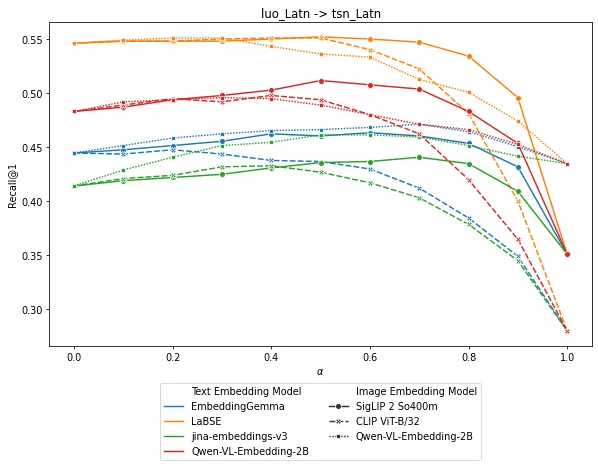 luo_Latn -> tsn_Latn
Recall@1
0.55
0.50
0.45
0.40
0.35
0.30
0.0
0.2
0.4
0.6
0.8
1.0
α
Text Embedding Model
EmbeddingGemma
LaBSE
jina-embeddings-v3
Qwen-VL-Embedding-2B
Image Embedding Model
SigLIP 2 So400m
CLIP ViT-B/32
Qwen-VL-Embedding-2B